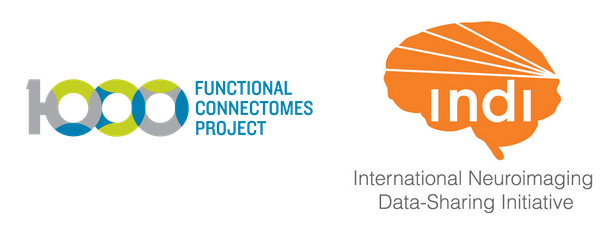 1000
FUNCTIONAL
CONNECTOMES
PROJECT
indi
International Neuroimaging
Data-Sharing Initiative